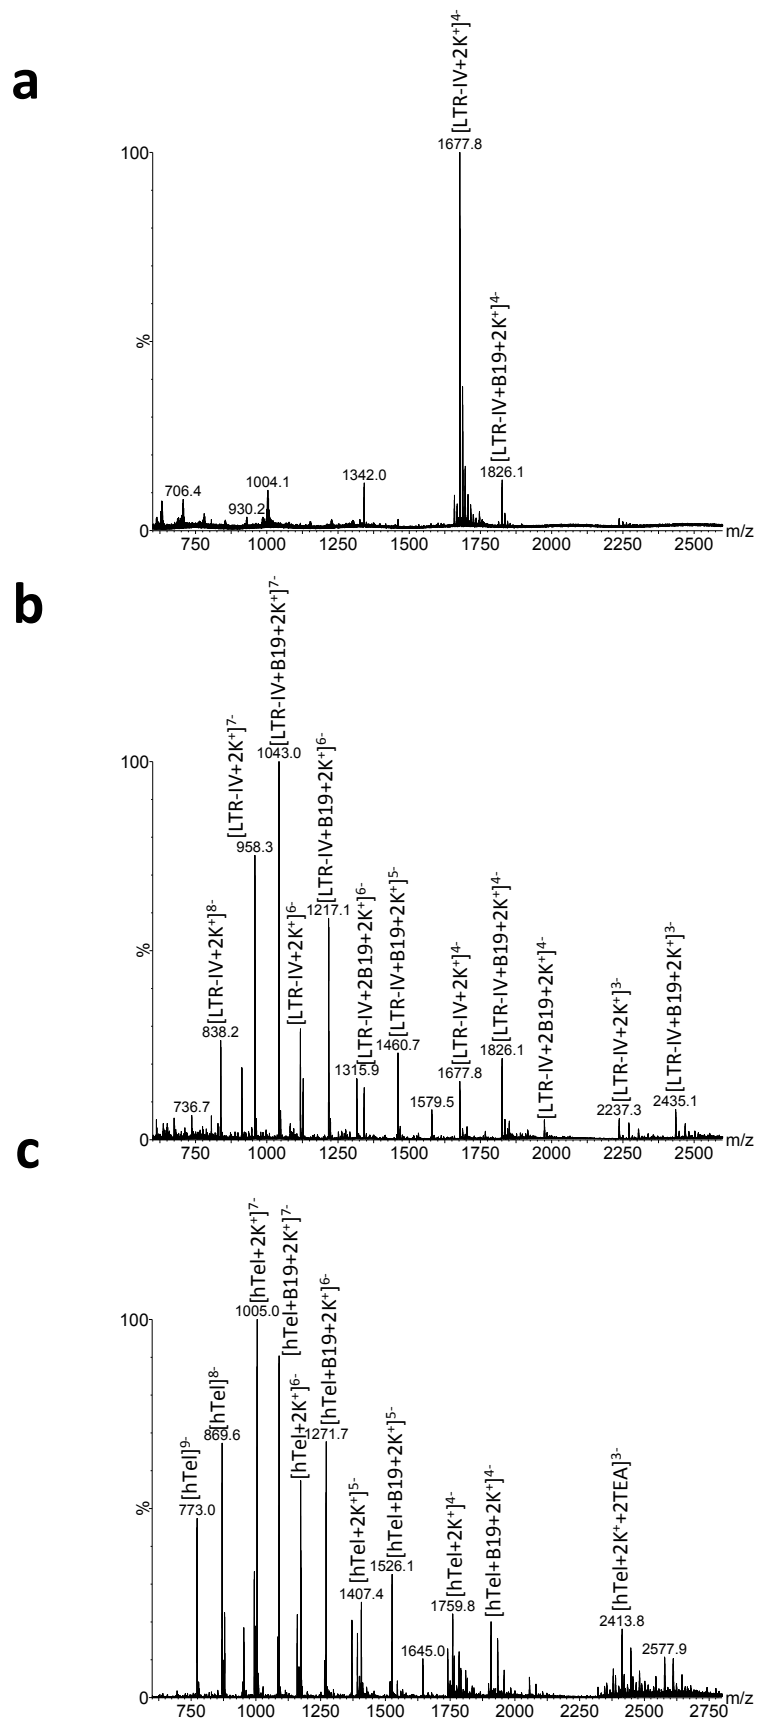 a
[LTR-IV+2K⁺]⁴⁻
1677.8
100
[LTR-IV+B19+2K⁺]⁴⁻
%
1826.1
1342.0
1004.1
706.4
930.2
0
750 1000 1250 1500 1750 2000 2250 2500 m/z
b
[LTR-IV+B19+2K⁺]⁷⁻
[LTR-IV+2K⁺]⁷⁻
[LTR-IV+B19+2K⁺]⁶⁻
100
1043.0
958.3
[LTR-IV+B19+2K⁺]⁵⁻
[LTR-IV+B19+2K⁺]⁴⁻
[LTR-IV+2B19+2K⁺]⁶⁻
[LTR-IV+2K⁺]⁸⁻
[LTR-IV+2K⁺]⁶⁻
1217.1
[LTR-IV+B19+2K⁺]³⁻
[LTR-IV+2B19+2K⁺]⁴⁻
[LTR-IV+2K⁺]⁴⁻
%
[LTR-IV+2K⁺]³⁻
838.2
1460.7
1826.1
1315.9
1677.8
2435.1
736.7
1579.5
2237.3
0
750 1000 1250 1500 1750 2000 2250 2500 m/z
c
[hTel+2K⁺]⁷⁻
[hTel+B19+2K⁺]⁷⁻
[hTel+B19+2K⁺]⁶⁻
100
1005.0
[hTel]⁸⁻
[hTel+2K⁺]⁶⁻
[hTel+B19+2K⁺]⁵⁻
869.6
1271.7
[hTel]⁹⁻
[hTel+2K⁺+2TEA]³⁻
[hTel+B19+2K⁺]⁴⁻
[hTel+2K⁺]⁵⁻
[hTel+2K⁺]⁴⁻
%
773.0
1526.1
1407.4
1759.8
2413.8
1645.0
2577.9
0
750 1000 1250 1500 1750 2000 2250 2500 2750 m/z